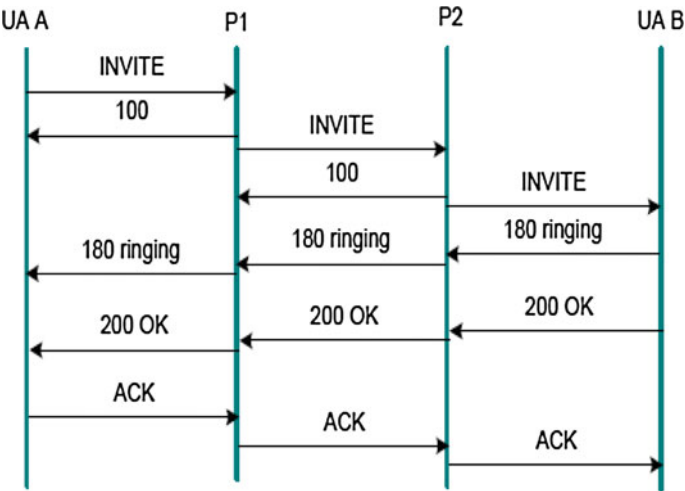 UA A
P1
P2
UA B
INVITE
100
INVITE
100
INVITE
180 ringing
180 ringing
180 ringing
200 OK
200 OK
200 OK
ACK
ACK
ACK